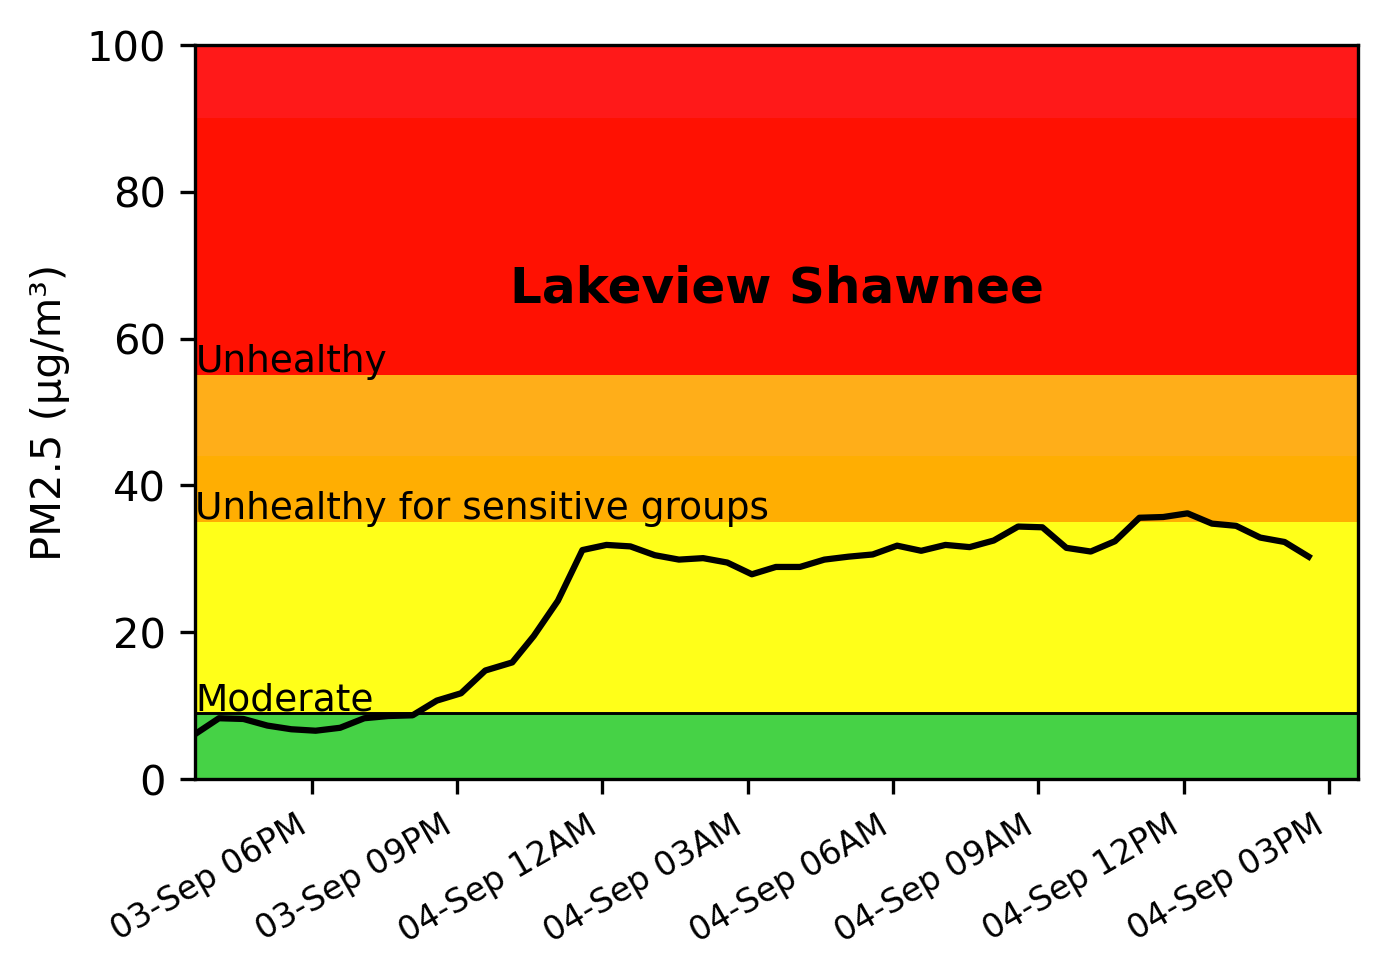 100
80
60
40
20
0
PM2.5 (µg/m³)
Lakeview Shawnee
Unhealthy
Unhealthy for sensitive groups
Moderate
03-Sep 06PM
03-Sep 09PM
04-Sep 12AM
04-Sep 03AM
04-Sep 06AM
04-Sep 09AM
04-Sep 12PM
04-Sep 03PM